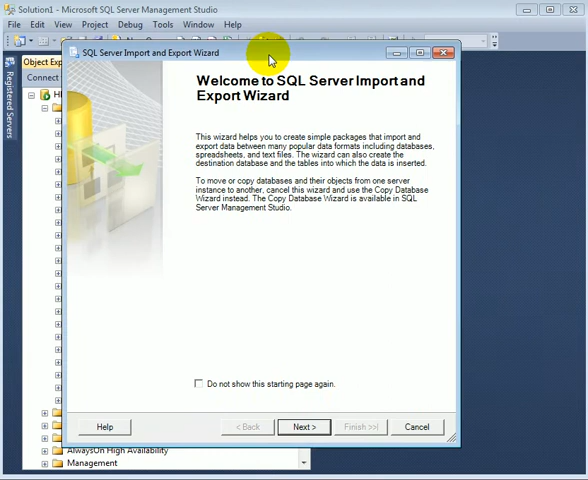 Solution1 - Microsoft SQL Server Management Studio
File Edit View Project Debug Tools Window Help
Registered Servers
SQL Server Import and Export Wizard
Connect
Welcome to SQL Server Import and
Export Wizard
This wizard helps you to create simple packages that import and
export data between many popular data formats including databases,
spreadsheets, and text files. The wizard can also create the
destination database and the tables into which the data is inserted.
To move or copy databases and their objects from one server
instance to another, cancel this wizard and use the Copy Database
Wizard instead. The Copy Database Wizard is available in SQL
Server Management Studio.
Do not show this starting page again.
Help < Back Next > Finish >>| Cancel
AlwaysOn High Availability
Management